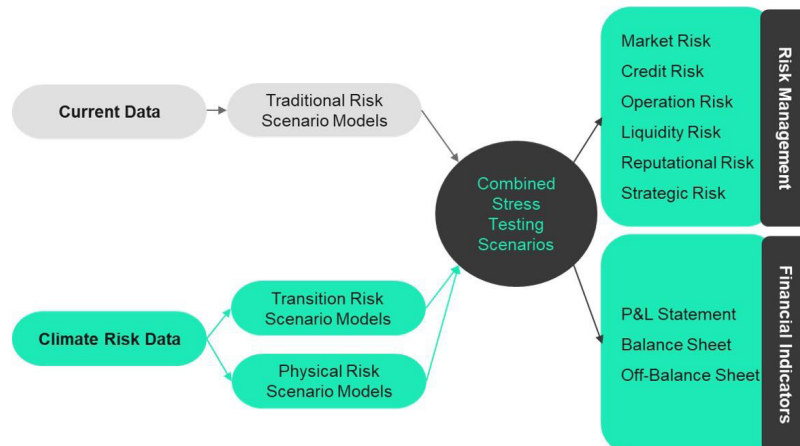 Current Data
Traditional Risk
Scenario Models
Climate Risk Data
Transition Risk
Scenario Models
Physical Risk
Scenario Models
Combined
Stress
Testing
Scenarios
Market Risk
Credit Risk
Operation Risk
Liquidity Risk
Reputational Risk
Strategic Risk
Risk Management
P&L Statement
Balance Sheet
Off-Balance Sheet
Financial Indicators